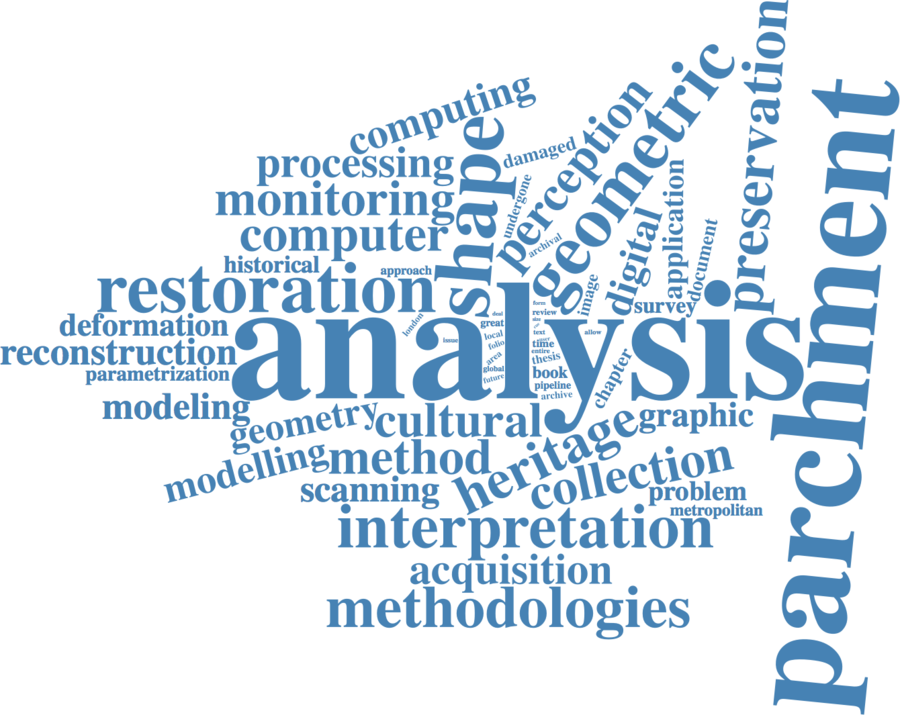 preservation
computing
geometric
parchment
perception
shape
damaged
processing
application
undergone
monitoring
digital
document
computer
archival
historical
approach
image
restoration
survey
form
review
deal
great
london
deformation
analysis
text
allow
local
issue
time
folio
reconstruction
entire
thesis
area
chapter
global
book
parametrization
future
pipeline
archive
modeling
geometry
cultural
graphic
heritage
modelling
method
collection
scanning
problem
metropolitan
interpretation
acquisition
methodologies